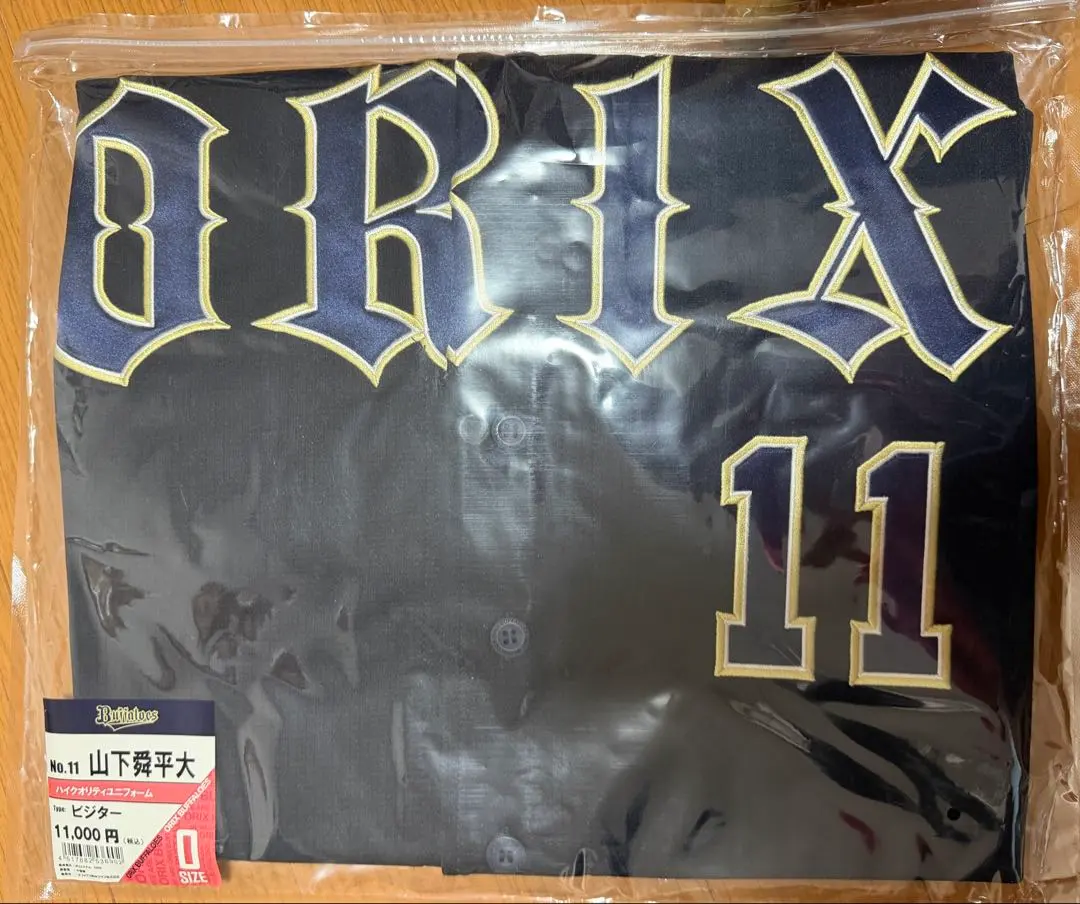 ORIX
11
Buffaloes
No.11 山下舜平大
ハイクオリティユニフォーム
Type: ビジター
11,000円(税込)
ORIX BUFFALOES
ORIX BUFFALOES
O
SIZE